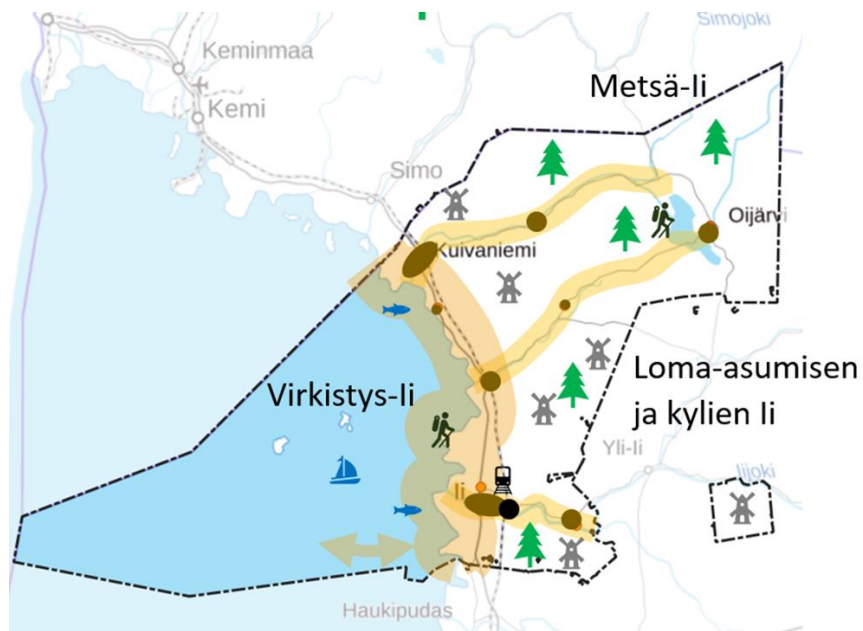 Simojoki
Keminmaa
Metsä-Ii
Kemi
Simo
Oijärvi
Kuivaniemi
Loma-asumisen
ja kylien Ii
Virkistys-Ii
Yli-Ii
Iijoki
Ii
Haukipudas